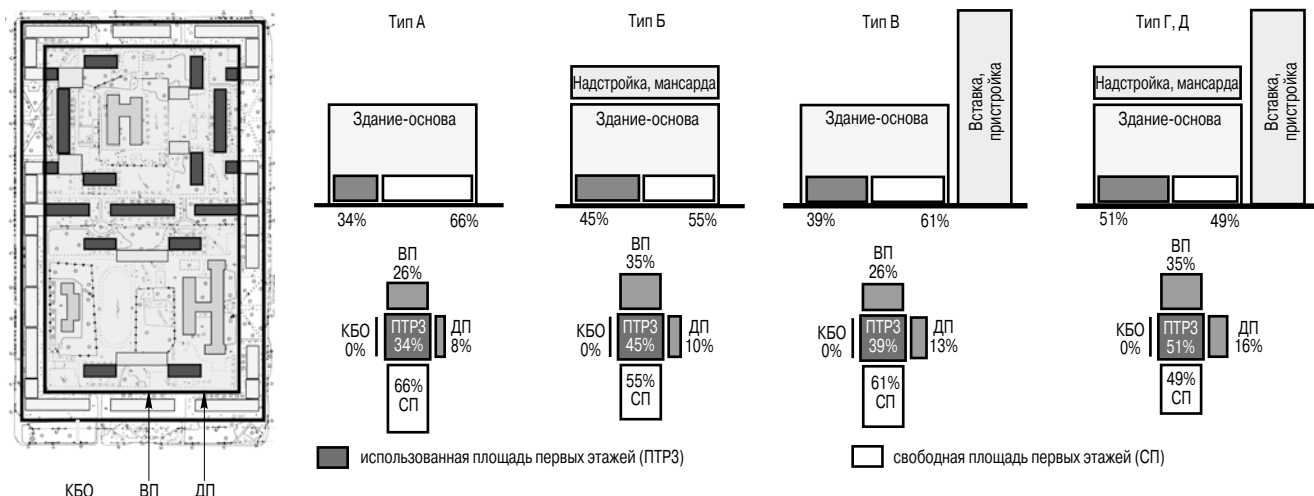 Тип А
Тип Б
Тип В
Тип Г, Д
Здание-основа
Надстройка, мансарда
Здание-основа
Здание-основа
Вставка,
пристройка
Надстройка, мансарда
Здание-основа
Вставка,
пристройка
34% 66%
45% 55%
39% 61%
51% 49%
ВП
26%
КБО
0%
ПТРЗ
34%
ДП
8%
66%
СП
ВП
35%
КБО
0%
ПТРЗ
45%
ДП
10%
55%
СП
ВП
26%
КБО
0%
ПТРЗ
39%
ДП
13%
61%
СП
ВП
35%
КБО
0%
ПТРЗ
51%
ДП
16%
49%
СП
использованная площадь первых этажей (ПТРЗ)
свободная площадь первых этажей (СП)
КБО ВП ДП